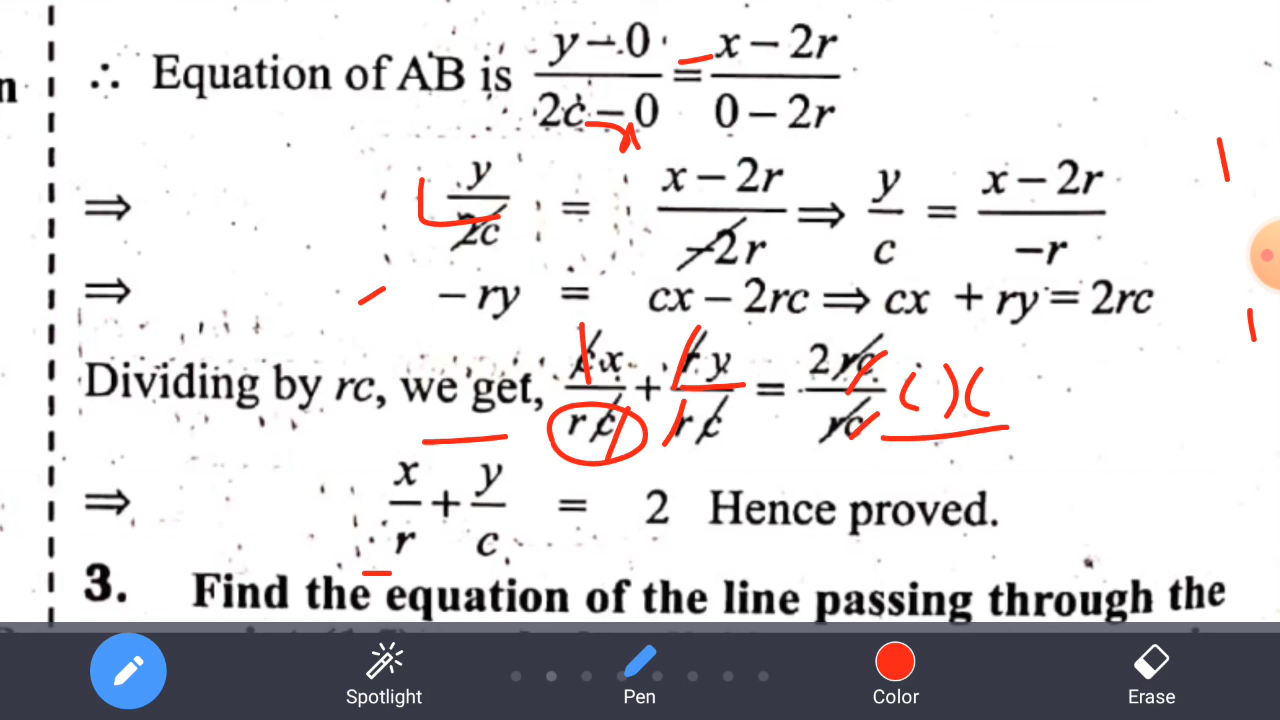 n
∴ Equation of AB is (y – 0)/(2c – 0) = (x – 2r)/(0 – 2r)
⇒ y/2c = (x – 2r)/–2r ⇒ y/c = (x – 2r)/–r
⇒ – ry = cx – 2rc ⇒ cx + ry = 2rc
Dividing by rc, we get, cx/rc + ry/rc = 2rc/rc
⇒ x/r + y/c = 2 Hence proved.
3. Find the equation of the line passing through the
Spotlight Pen Color Erase